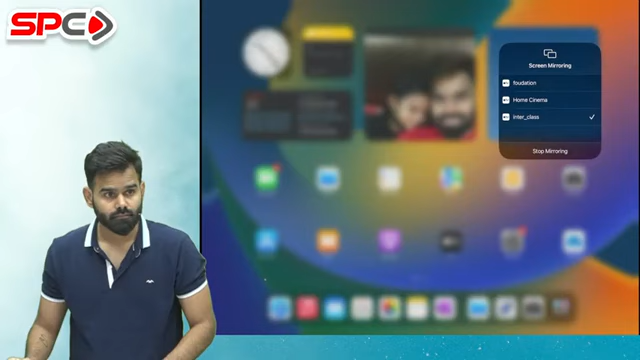 SPC
Screen Mirroring
foudation
Home Cinema
inter_class
Stop Mirroring